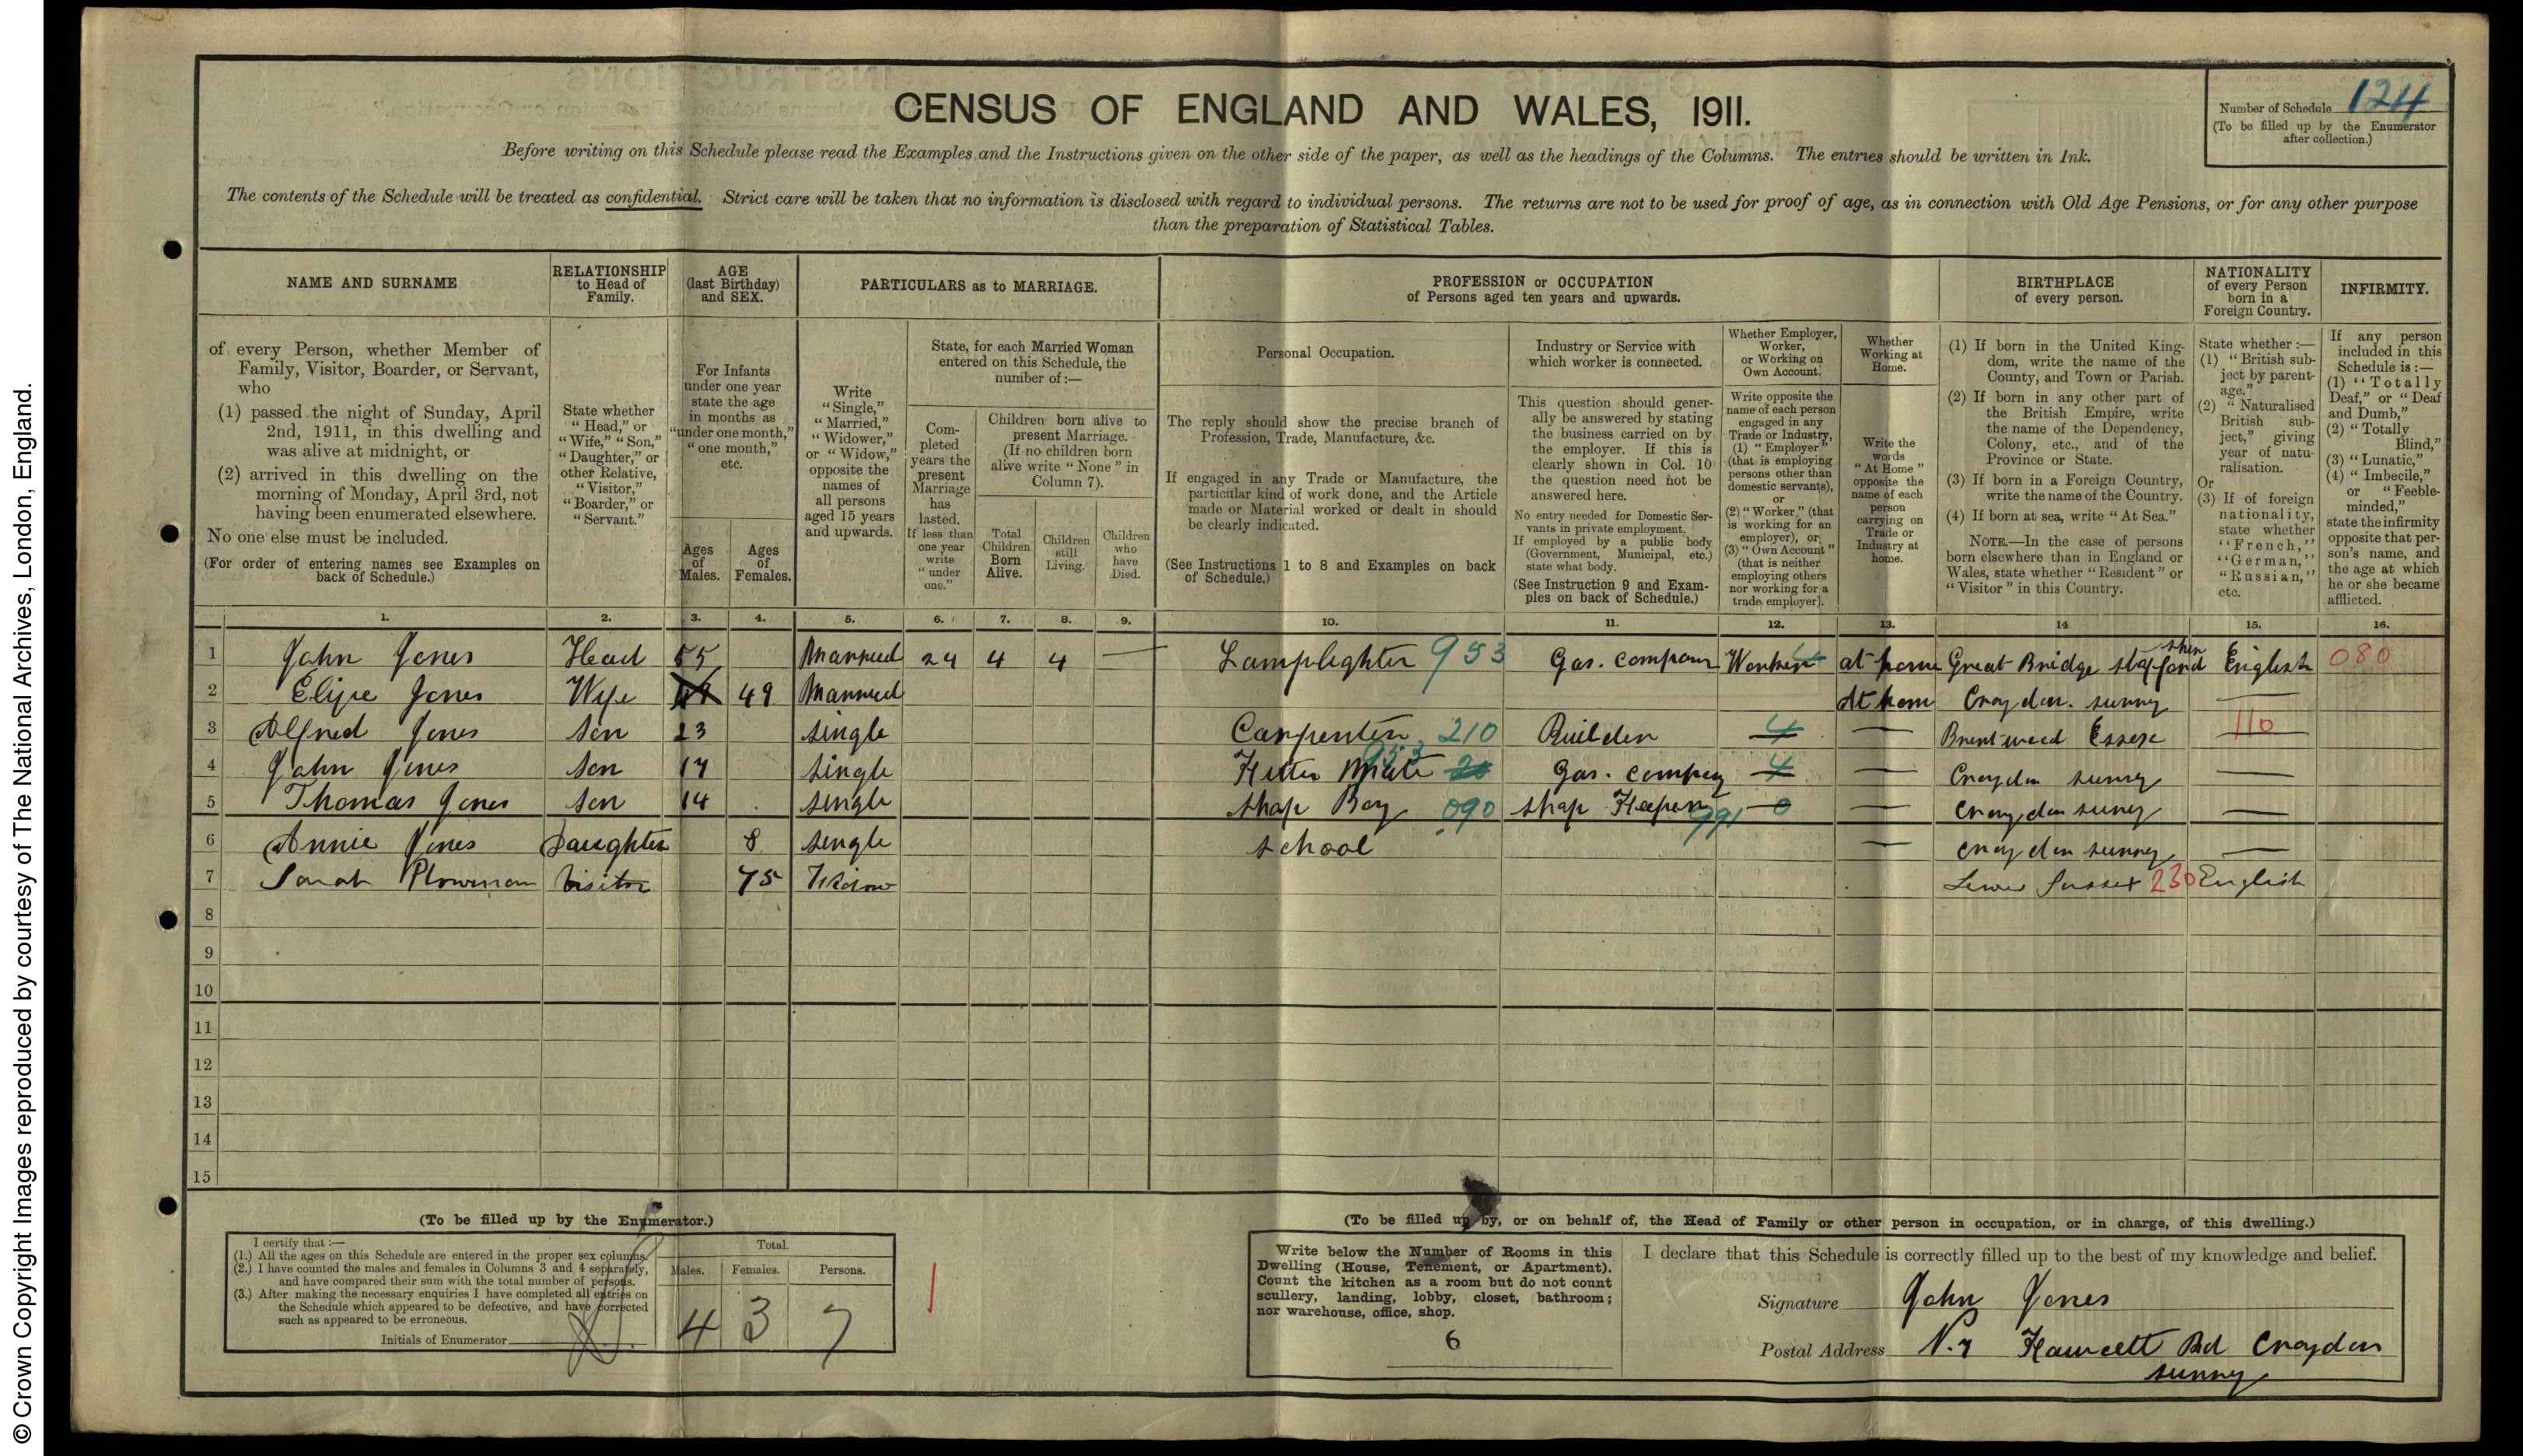 © Crown Copyright Images reproduced by courtesy of The National Archives, London, England.
CENSUS OF ENGLAND AND WALES, 1911.
Number of Schedule 124
(To be filled up by the Enumerator
after collection.)
Before writing on this Schedule please read the Examples and the Instructions given on the other side of the paper, as well as the headings of the Columns. The entries should be written in Ink.
The contents of the Schedule will be treated as confidential. Strict care will be taken that no information is disclosed with regard to individual persons. The returns are not to be used for proof of age, as in connection with Old Age Pensions, or for any other purpose
than the preparation of Statistical Tables.
NAME AND SURNAME
of every Person, whether Member of
Family, Visitor, Boarder, or Servant,
who
(1) passed the night of Sunday, April
2nd, 1911, in this dwelling and
was alive at midnight, or
(2) arrived in this dwelling on the
morning of Monday, April 3rd, not
having been enumerated elsewhere.
No one else must be included.
(For order of entering names see Examples on
back of Schedule.)
RELATIONSHIP
to Head of
Family.
State whether
"Head," or
"Wife," "Son,"
"Daughter," or
other Relative,
"Visitor,"
"Boarder," or
"Servant."
AGE
(last Birthday)
and SEX.
For Infants
under one year
state the age
in months as
"under one month,"
"one month,"
etc.
Ages
of
Males.
Ages
of
Females.
PARTICULARS as to MARRIAGE.
Write
"Single,"
"Married,"
"Widower,"
or "Widow,"
opposite the
names of
all persons
aged 15 years
and upwards.
State, for each Married Woman
entered on this Schedule, the
number of:—
Com-
pleted
years the
present
Marriage
has
lasted.
If less than
one year
write
"under
one."
Children born alive to
present Marriage.
(If no children born
alive write "None" in
Column 7).
Total
Children
Born
Alive.
Children
still
Living.
Children
who
have
Died.
PROFESSION or OCCUPATION
of Persons aged ten years and upwards.
Personal Occupation.
The reply should show the precise branch of
Profession, Trade, Manufacture, &c.
If engaged in any Trade or Manufacture, the
particular kind of work done, and the Article
made or Material worked or dealt in should
be clearly indicated.
(See Instructions 1 to 8 and Examples on back
of Schedule.)
Industry or Service with
which worker is connected.
This question should gener-
ally be answered by stating
the business carried on by
the employer. If this is
clearly shown in Col. 10
the question need not be
answered here.
No entry needed for Domestic Ser-
vants in private employment.
If employed by a public body
(Government, Municipal, etc.)
state what body.
(See Instruction 9 and Exam-
ples on back of Schedule.)
Whether Employer,
Worker,
or Working on
Own Account.
Write opposite the
name of each person
engaged in any
Trade or Industry,
(1) "Employer"
(that is employing
persons other than
domestic servants),
or
(2) "Worker" (that
is working for an
employer), or
(3) "Own Account"
(that is neither
employing others
nor working for a
trade employer).
Whether
Working at
Home.
Write the
words
"At Home"
opposite the
name of each
person
carrying on
Trade or
Industry at
home.
BIRTHPLACE
of every person.
(1) If born in the United King-
dom, write the name of the
County, and Town or Parish.
(2) If born in any other part of
the British Empire, write
the name of the Dependency,
Colony, etc., and of the
Province or State.
(3) If born in a Foreign Country,
write the name of the Country.
(4) If born at sea, write "At Sea."
NOTE.—In the case of persons
born elsewhere than in England or
Wales, state whether "Resident" or
"Visitor" in this Country.
NATIONALITY
of every Person
born in a
Foreign Country.
State whether:—
(1) "British sub-
ject by parent-
age."
(2) "Naturalised
British sub-
ject," giving
year of natu-
ralisation.
Or
(3) If of foreign
nationality,
state whether
"French,"
"German,"
"Russian,"
etc.
INFIRMITY.
If any person
included in this
Schedule is:—
(1) "Totally
Deaf," or "Deaf
and Dumb,"
(2) "Totally
Blind,"
(3) "Lunatic,"
(4) "Imbecile,"
or "Feeble-
minded,"
state the infirmity
opposite that per-
son's name, and
the age at which
he or she became
afflicted.
1. 2. 3. 4. 5. 6. 7. 8. 9. 10. 11. 12. 13. 14 15. 16.
1 John Jones Head 55 Married 24 4 4 — Lamplighter 953 Gas. Company Worker at home Great Bridge Staffordshire English 080
2 Elize Jones Wife 49 Married At hom Croydon. surrey —
3 Alfred Jones Son 23 single Carpenter 210 Builder 4 — Brentwood Essex 110
4 John Jones Son 17 single Fitter Mate 953 Gas. Company 4 — Croydon surrey —
5 Thomas Jones Son 14 single Shop Boy 090 Shop Keeper 991 0 — Croydon surrey —
6 Annie Jones Daughter 8 single school — Croydon surrey —
7 Sarah Plowman Visitor 75 Widow Lewes Sussex 230 English
8
9
10
11
12
13
14
15
(To be filled up by the Enumerator.)
I certify that:—
(1.) All the ages on this Schedule are entered in the proper sex columns.
(2.) I have counted the males and females in Columns 3 and 4 separately,
and have compared their sum with the total number of persons.
(3.) After making the necessary enquiries I have completed all entries on
the Schedule which appeared to be defective, and have corrected
such as appeared to be erroneous.
Initials of Enumerator
Total.
Males. Females. Persons.
4 3 7
(To be filled up by, or on behalf of, the Head of Family or other person in occupation, or in charge, of this dwelling.)
Write below the Number of Rooms in this
Dwelling (House, Tenement, or Apartment).
Count the kitchen as a room but do not count
scullery, landing, lobby, closet, bathroom;
nor warehouse, office, shop.
6
I declare that this Schedule is correctly filled up to the best of my knowledge and belief.
Signature John Jones
Postal Address N. 7 Fawcett Rd Croydon
surrey